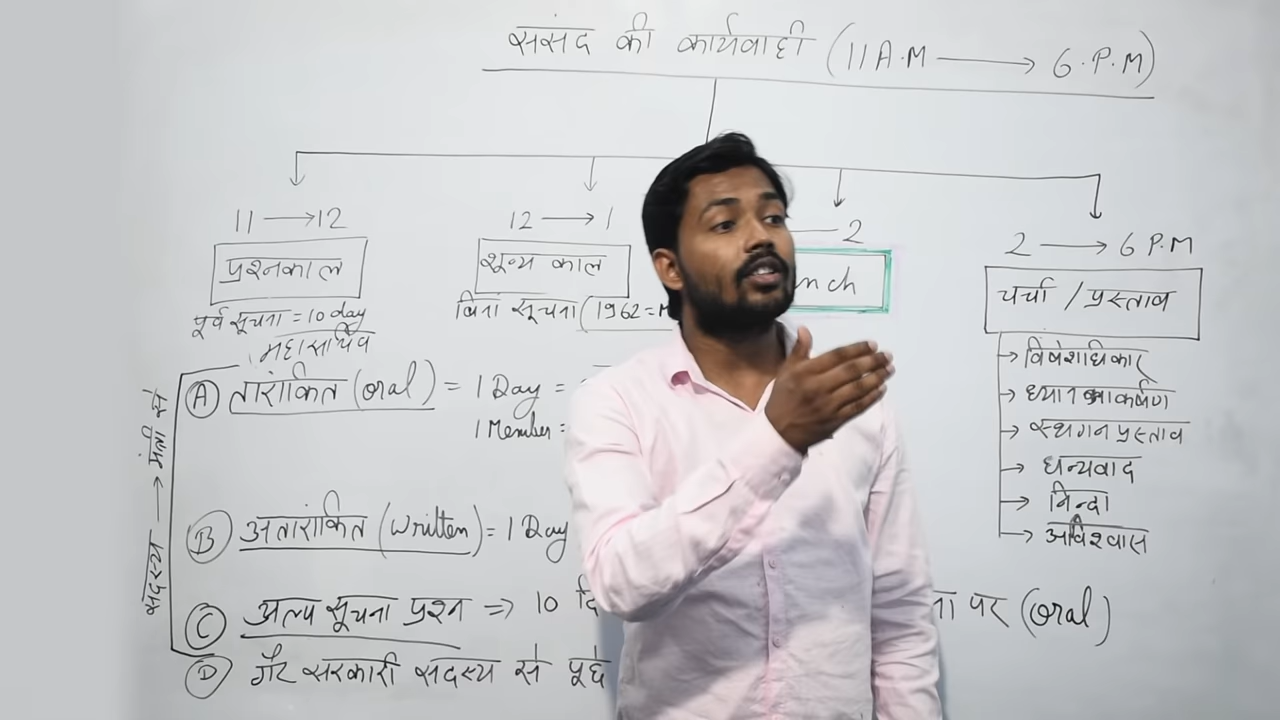 संसद की कार्यवाही (11 A.M → 6.P.M)
11 → 12
प्रश्नकाल
पूर्व सूचना = 10 day
महासचिव
12 → 1
शून्य काल
बिना सूचना (1962 =
2
nch
2 → 6 P.M
चर्चा / प्रस्ताव
→ विषेशाधिकार
→ ध्यान आकर्षण
→ स्थगन प्रस्ताव
→ धन्यवाद
→ निन्दा
→ अविश्वास
सदस्य → मंत्री से
(A) तारांकित (oral) = 1 Day =
1 Member =
(B) अतारांकित (written) = 1 Day
(C) अल्प सूचना प्रश्न ⇒ 10 दि
पर (oral)
(D) गैर सरकारी सदस्य से पूछे